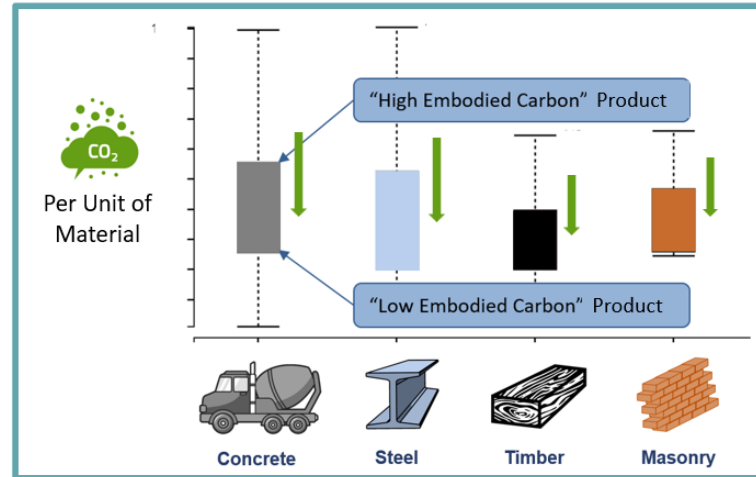 1
“High Embodied Carbon” Product
CO₂
Per Unit of
Material
“Low Embodied Carbon” Product
Concrete
Steel
Timber
Masonry